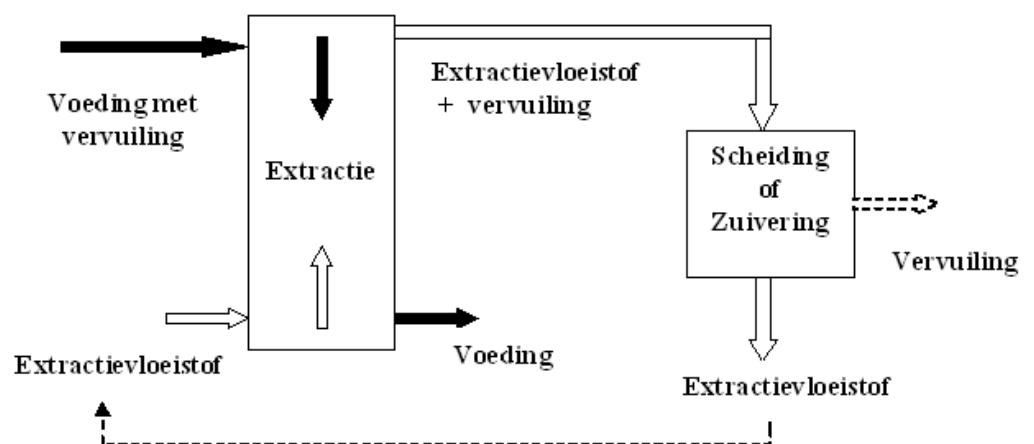 Voeding met
vervuiling
Extractie
Extractievloeistof
+ vervuiling
Scheiding
of
Zuivering
Vervuiling
Extractievloeistof
Voeding
Extractievloeistof